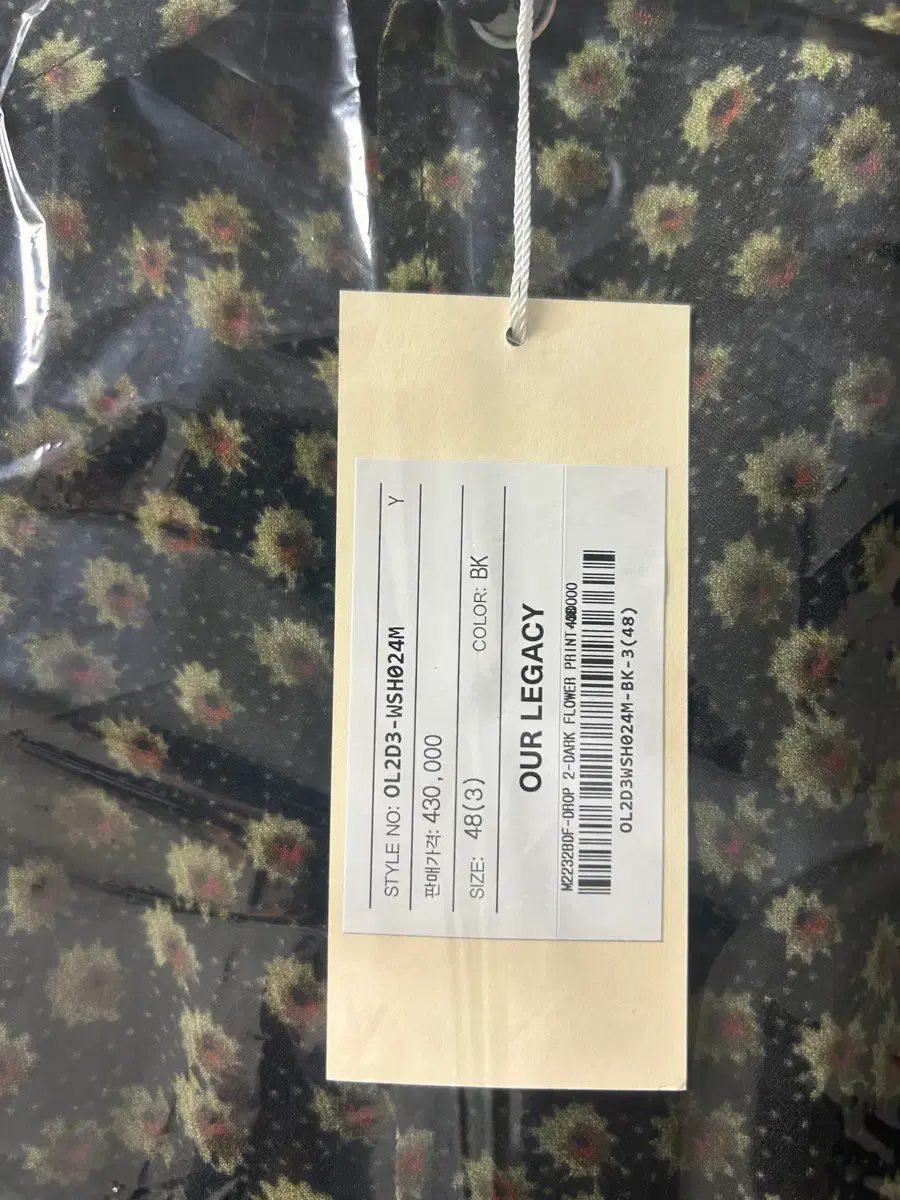 STYLE NO: OL2D3-WSH024M Y
판매가격: 430,000
SIZE: 48(3) COLOR: BK
OUR LEGACY
M2232BDF-DROP 2-DARK FLOWER PRINT
OL2D3WSH024M-BK-3(48)